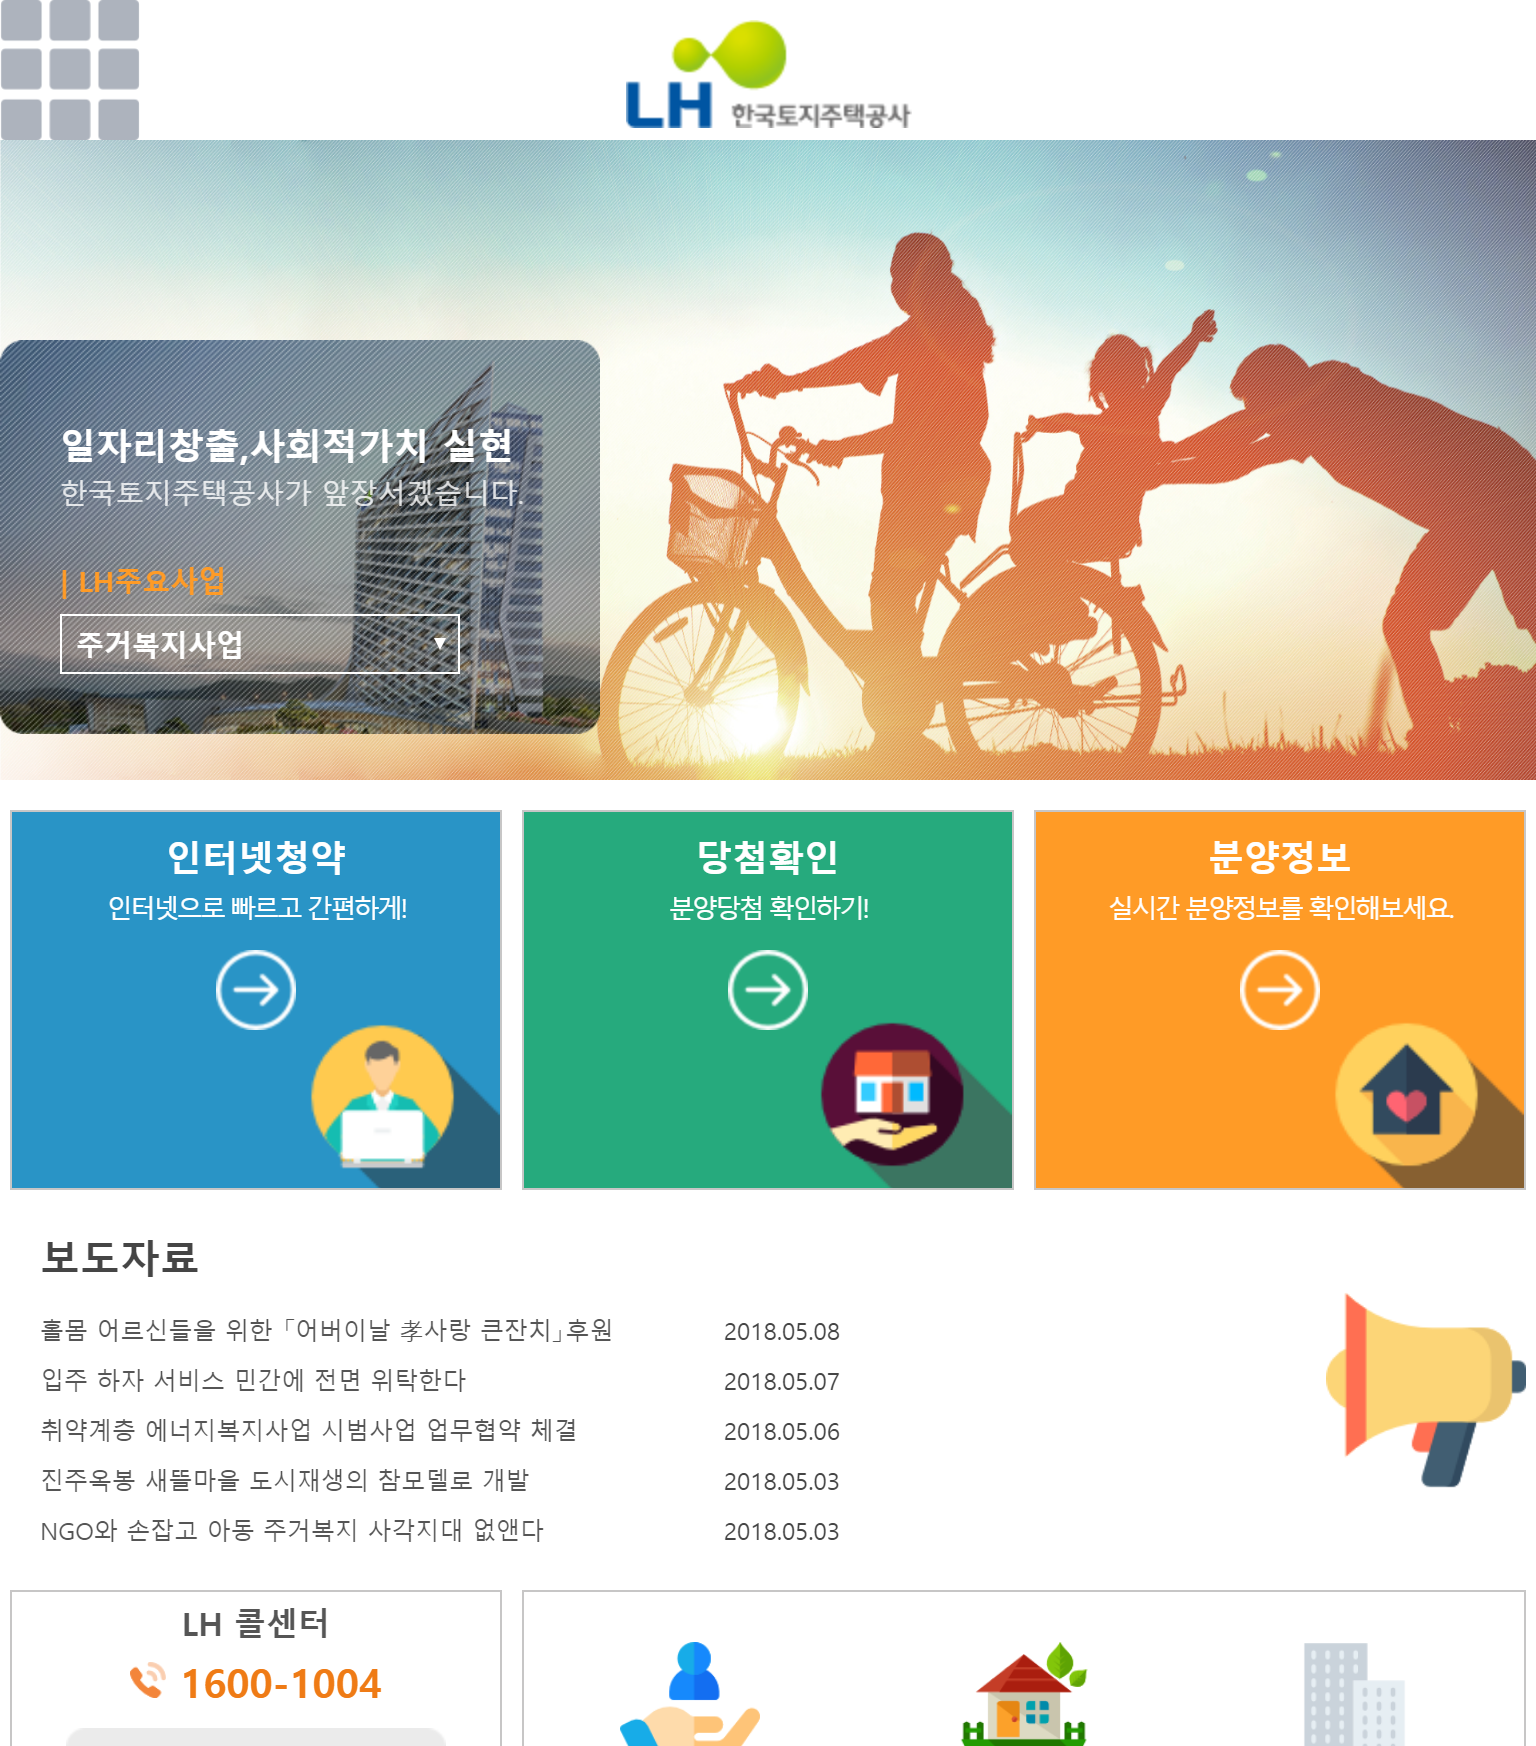 LH 한국토지주택공사
일자리창출,사회적가치 실현
한국토지주택공사가 앞장서겠습니다.
| LH주요사업
주거복지사업 ▼
인터넷청약
인터넷으로 빠르고 간편하게!
당첨확인
분양당첨 확인하기!
분양정보
실시간 분양정보를 확인해보세요.
보도자료
홀몸 어르신들을 위한 「어버이날 孝사랑 큰잔치」후원 2018.05.08
입주 하자 서비스 민간에 전면 위탁한다 2018.05.07
취약계층 에너지복지사업 시범사업 업무협약 체결 2018.05.06
진주옥봉 새뜰마을 도시재생의 참모델로 개발 2018.05.03
NGO와 손잡고 아동 주거복지 사각지대 없앤다 2018.05.03
LH 콜센터
1600-1004